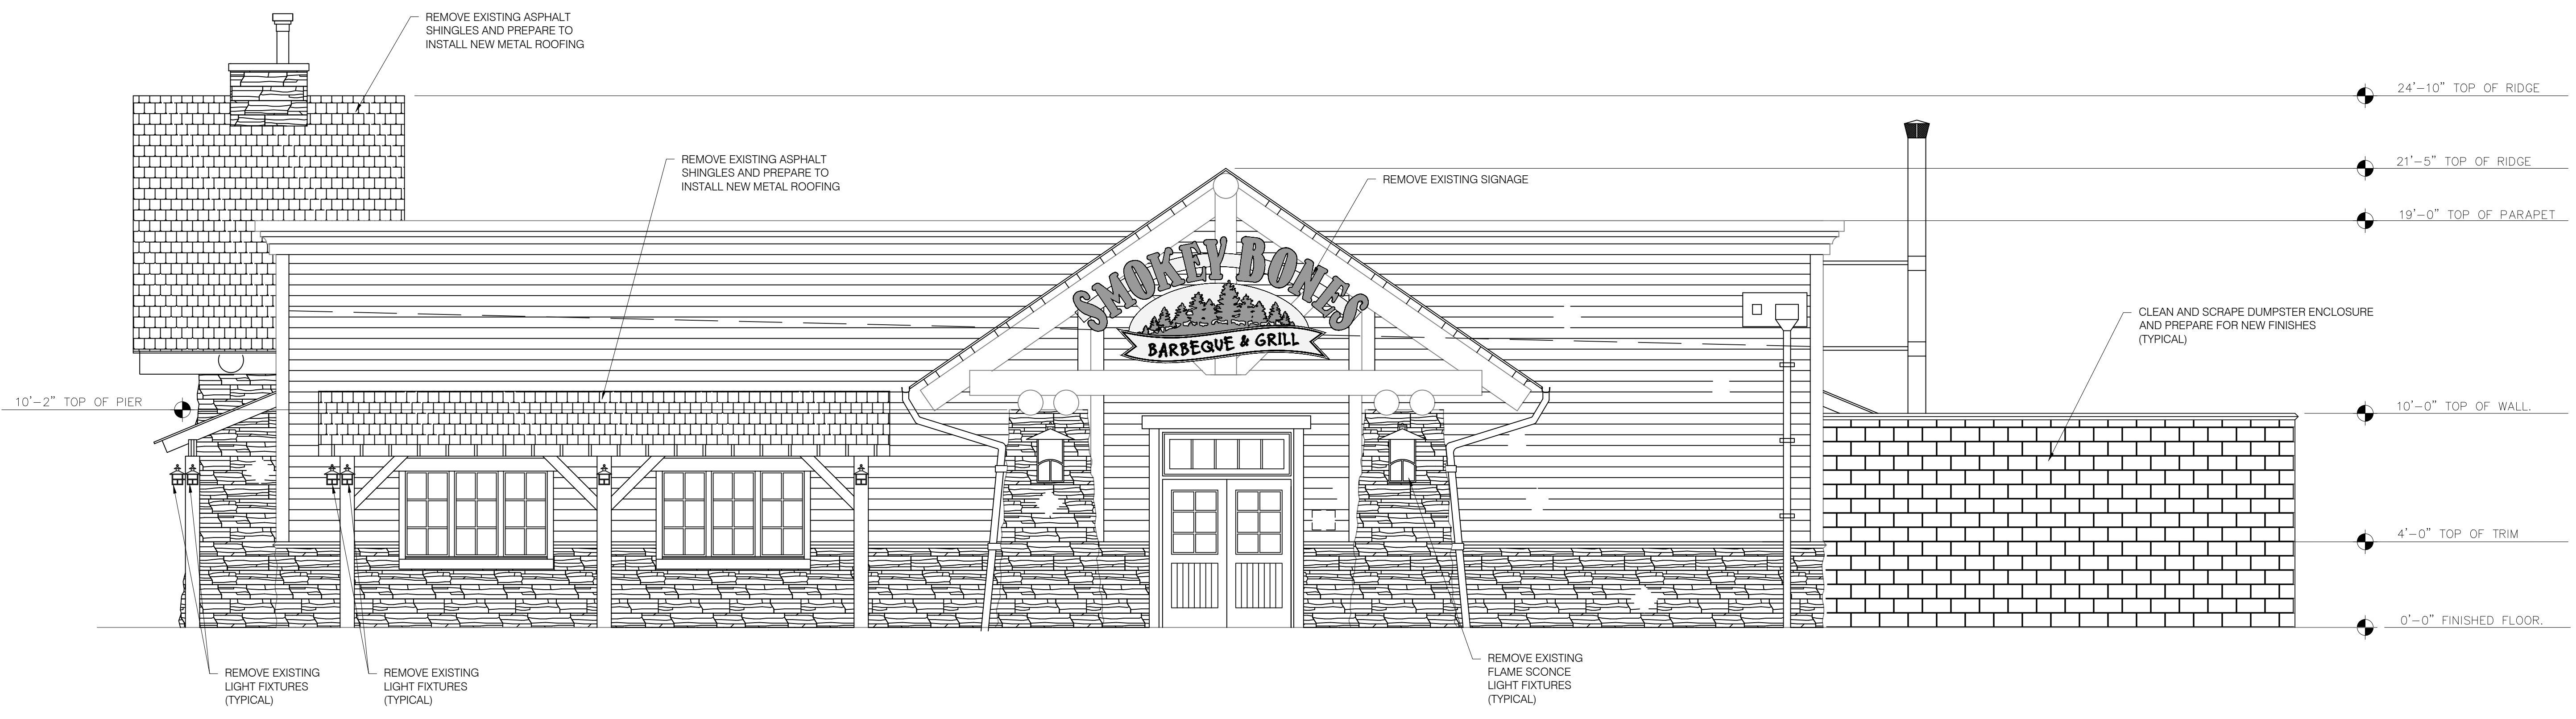 REMOVE EXISTING ASPHALT
SHINGLES AND PREPARE TO
INSTALL NEW METAL ROOFING
24'-10" TOP OF RIDGE
REMOVE EXISTING ASPHALT
SHINGLES AND PREPARE TO
INSTALL NEW METAL ROOFING
21'-5" TOP OF RIDGE
REMOVE EXISTING SIGNAGE
19'-0" TOP OF PARAPET
SMOKEY BONES
BARBEQUE & GRILL
CLEAN AND SCRAPE DUMPSTER ENCLOSURE
AND PREPARE FOR NEW FINISHES
(TYPICAL)
10'-2" TOP OF PIER
10'-0" TOP OF WALL.
4'-0" TOP OF TRIM
0'-0" FINISHED FLOOR.
REMOVE EXISTING
LIGHT FIXTURES
(TYPICAL)
REMOVE EXISTING
LIGHT FIXTURES
(TYPICAL)
REMOVE EXISTING
FLAME SCONCE
LIGHT FIXTURES
(TYPICAL)